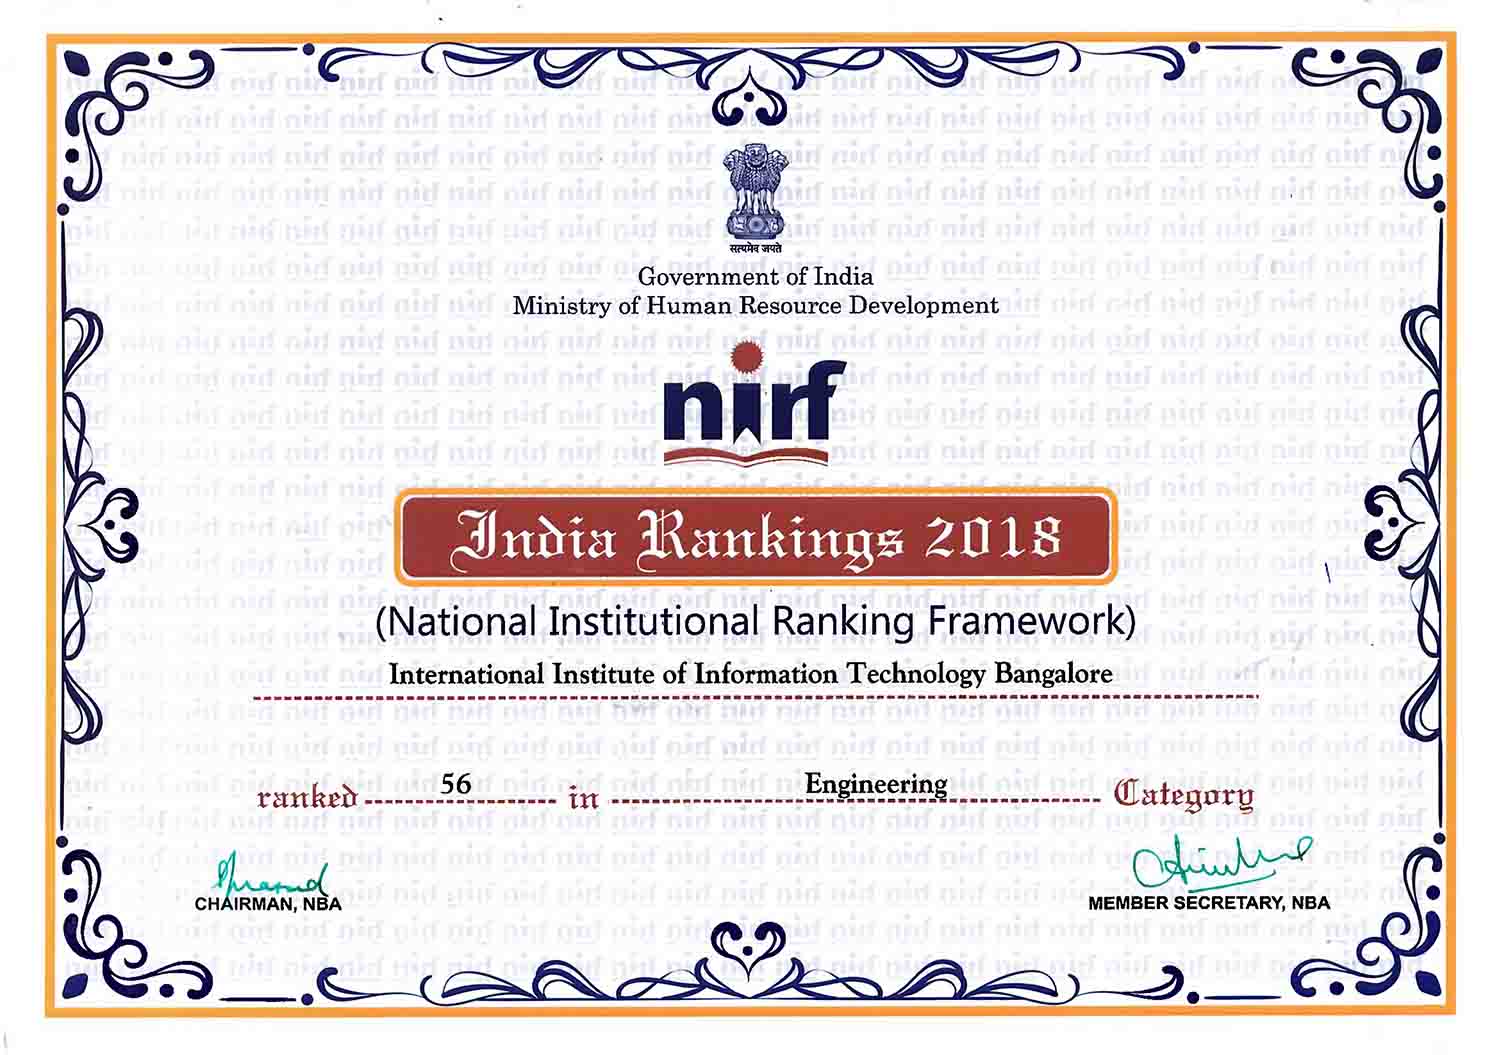 सत्यमेव जयते
Government of India
Ministry of Human Resource Development
nirf
India Rankings 2018
(National Institutional Ranking Framework)
International Institute of Information Technology Bangalore
ranked 56 in Engineering Category
CHAIRMAN, NBA
MEMBER SECRETARY, NBA